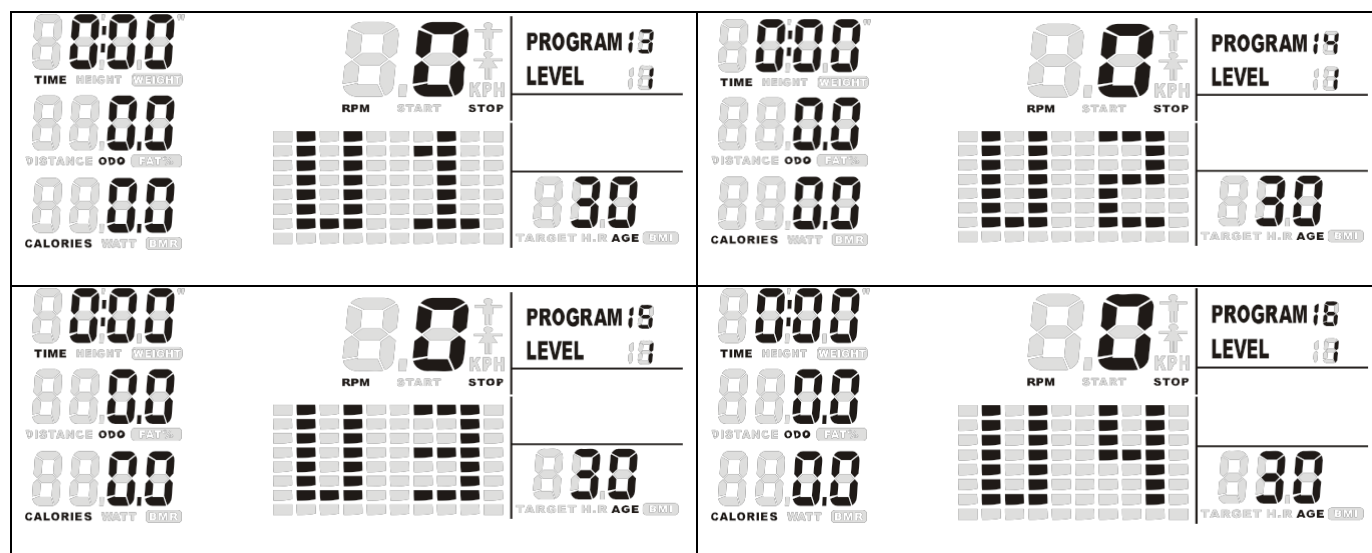 0:00
TIME HEIGHT WEIGHT
0.0
DISTANCE ODO FAT%
0.0
CALORIES WATT BMR
0
KPH
RPM START STOP
U1
PROGRAM 13
LEVEL 1
30
TARGET H.R AGE BMI
0:00
TIME HEIGHT WEIGHT
0.0
DISTANCE ODO FAT%
0.0
CALORIES WATT BMR
0
KPH
RPM START STOP
U2
PROGRAM 14
LEVEL 1
30
TARGET H.R AGE BMI
0:00
TIME HEIGHT WEIGHT
0.0
DISTANCE ODO FAT%
0.0
CALORIES WATT BMR
0
KPH
RPM START STOP
U3
PROGRAM 15
LEVEL 1
30
TARGET H.R AGE BMI
0:00
TIME HEIGHT WEIGHT
0.0
DISTANCE ODO FAT%
0.0
CALORIES WATT BMR
0
KPH
RPM START STOP
U4
PROGRAM 16
LEVEL 1
30
TARGET H.R AGE BMI